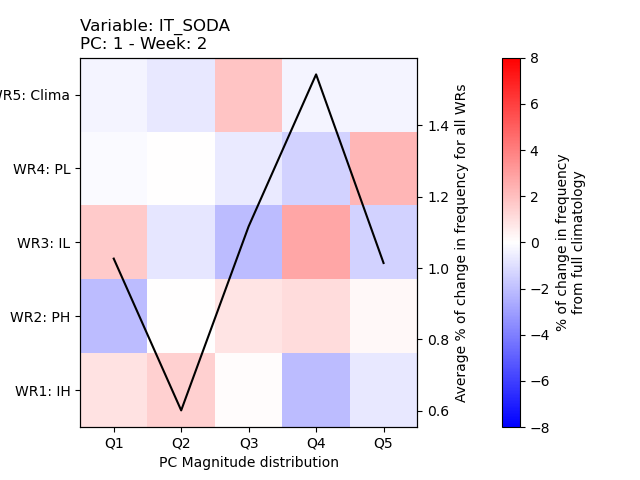 Variable: IT_SODA
PC: 1 - Week: 2
WR5: Clima
WR4: PL
WR3: IL
WR2: PH
WR1: IH
Q1 Q2 Q3 Q4 Q5
PC Magnitude distribution
1.4
1.2
1.0
0.8
0.6
Average % of change in frequency for all WRs
8
6
4
2
0
−2
−4
−6
−8
% of change in frequency
from full climatology